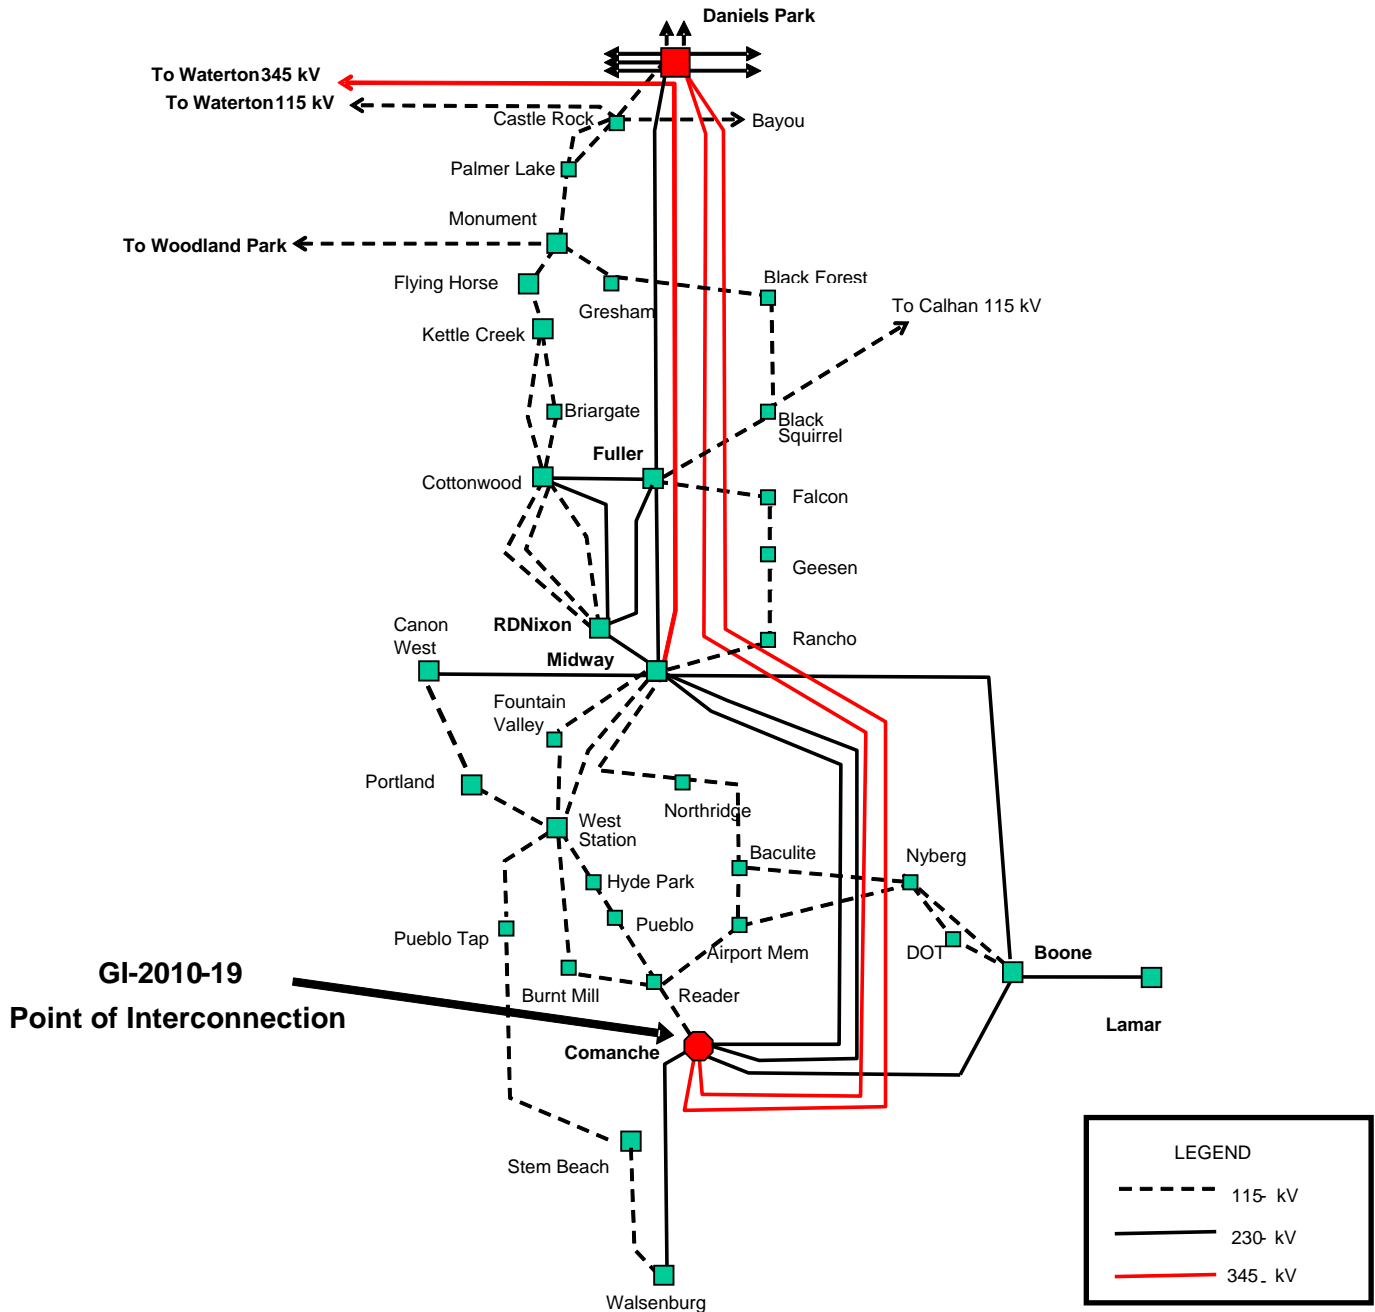 Daniels Park
To Waterton 345 kV
To Waterton 115 kV
Castle Rock
Bayou
Palmer Lake
Monument
To Woodland Park
Flying Horse
Gresham
Black Forest
To Calhan 115 kV
Kettle Creek
Briargate
Black
Squirrel
Fuller
Cottonwood
Falcon
Geesen
RDNixon
Rancho
Canon
West
Midway
Fountain
Valley
Portland
Northridge
West
Station
Baculite
Nyberg
Hyde Park
Pueblo
Pueblo Tap
Airport Mem
DOT
Boone
GI-2010-19
Point of Interconnection
Burnt Mill
Reader
Lamar
Comanche
Stem Beach
Walsenburg
LEGEND
115- kV
230- kV
345- kV